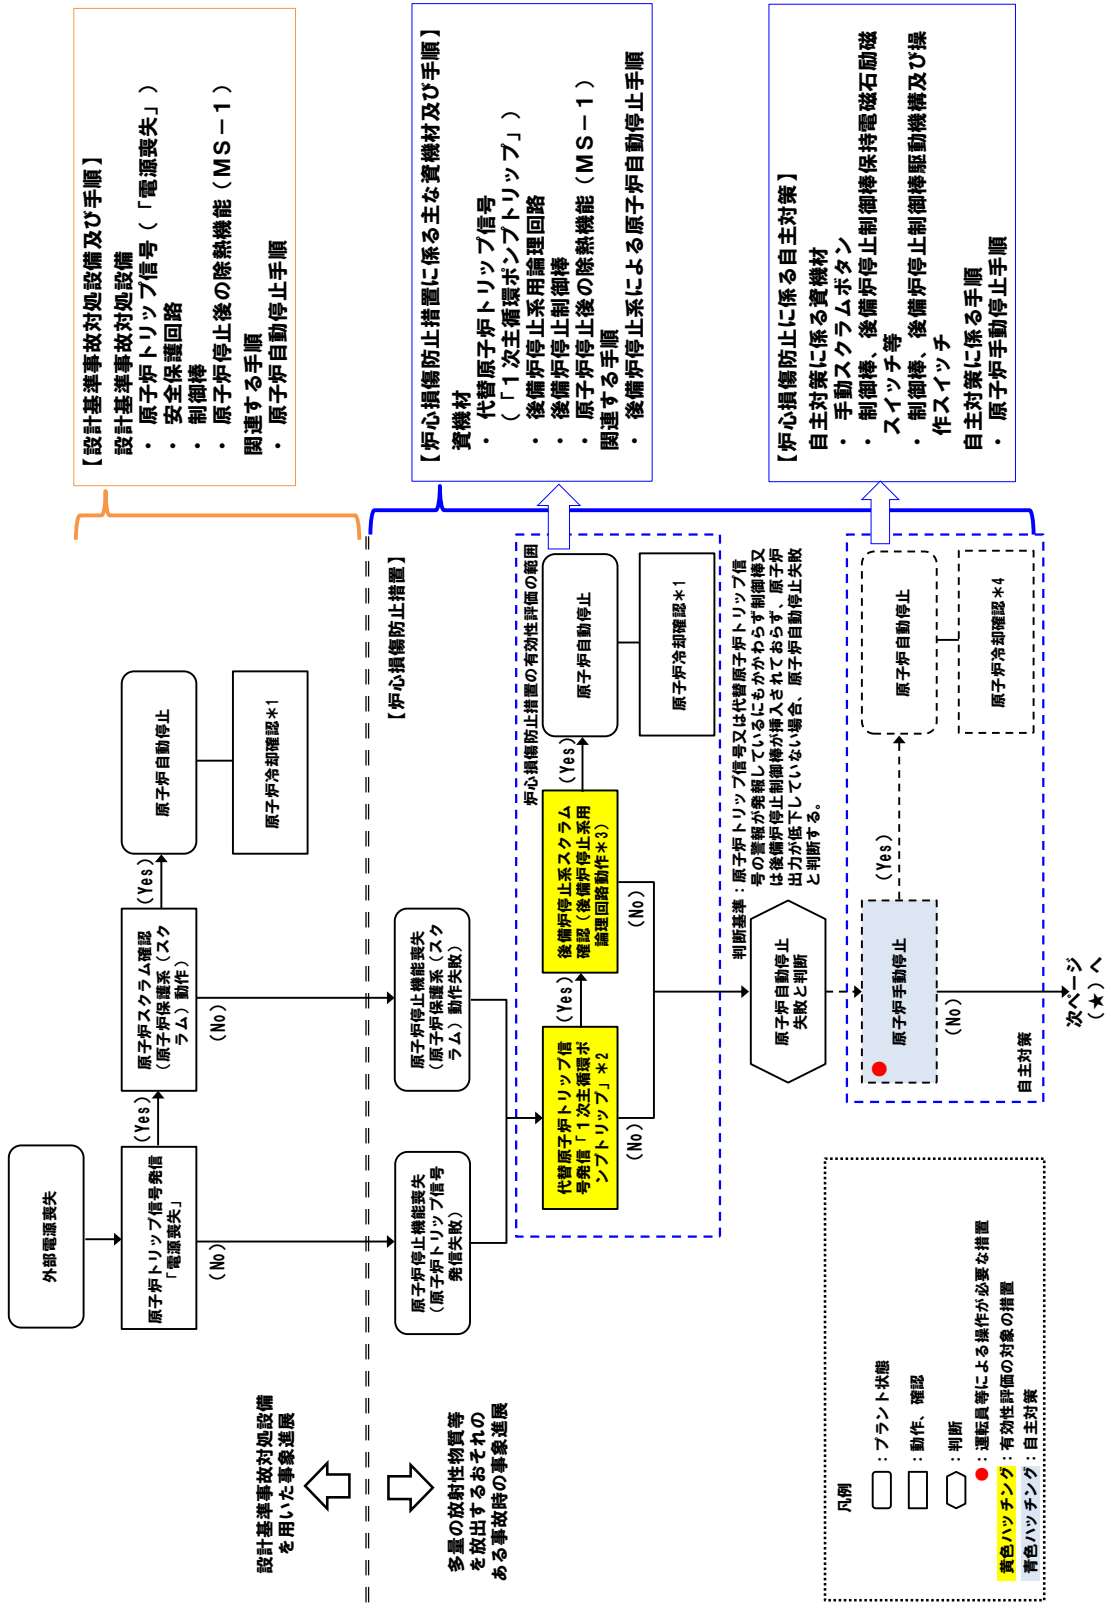 外部電源喪失
原子炉トリップ信号発信
「電源喪失」
(Yes)
(No)
原子炉スクラム確認
(原子炉保護系(スク
ラム)動作)
(Yes)
(No)
原子炉自動停止
原子炉冷却確認*1
【設計基準事故対処設備及び手順】
設計基準事故対処設備
・ 原子炉トリップ信号(「電源喪失」)
・ 安全保護回路
・ 制御棒
・ 原子炉停止後の除熱機能(MS-1)
関連する手順
・ 原子炉自動停止手順
設計基準事故対処設備
を用いた事象進展
多量の放射性物質等
を放出するおそれの
ある事故時の事象進展
【炉心損傷防止措置】
原子炉停止機能喪失
(原子炉トリップ信号
発信失敗)
原子炉停止機能喪失
(原子炉保護系(スク
ラム)動作失敗)
炉心損傷防止措置の有効性評価の範囲
代替原子炉トリップ信
号発信「1次主循環ポ
ンプトリップ」*2
(Yes)
(No)
後備炉停止系スクラム
確認(後備炉停止系用
論理回路動作*3)
(Yes)
(No)
原子炉自動停止
原子炉冷却確認*1
【炉心損傷防止措置に係る主な資機材及び手順】
資機材
・ 代替原子炉トリップ信号
(「1次主循環ポンプトリップ」)
・ 後備炉停止系用論理回路
・ 後備炉停止制御棒
・ 原子炉停止後の除熱機能(MS-1)
関連する手順
・ 後備炉停止系による原子炉自動停止手順
原子炉自動停止
失敗と判断
判断基準:原子炉トリップ信号又は代替原子炉トリップ信
号の警報が発報しているにもかかわらず制御棒又
は後備炉停止制御棒が挿入されておらず、原子炉
出力が低下していない場合、原子炉自動停止失敗
と判断する。
原子炉手動停止
(Yes)
(No)
原子炉自動停止
原子炉冷却確認*4
自主対策
次ページ
(★)へ
【炉心損傷防止に係る自主対策】
自主対策に係る資機材
・ 手動スクラムボタン
・ 制御棒、後備炉停止制御棒保持電磁石励磁
スイッチ等
・ 制御棒、後備炉停止制御棒駆動機構及び操
作スイッチ
自主対策に係る手順
・ 原子炉手動停止手順
凡例
:プラント状態
:動作、確認
:判断
:運転員等による操作が必要な措置
黄色ハッチング:有効性評価の対象の措置
青色ハッチング:自主対策